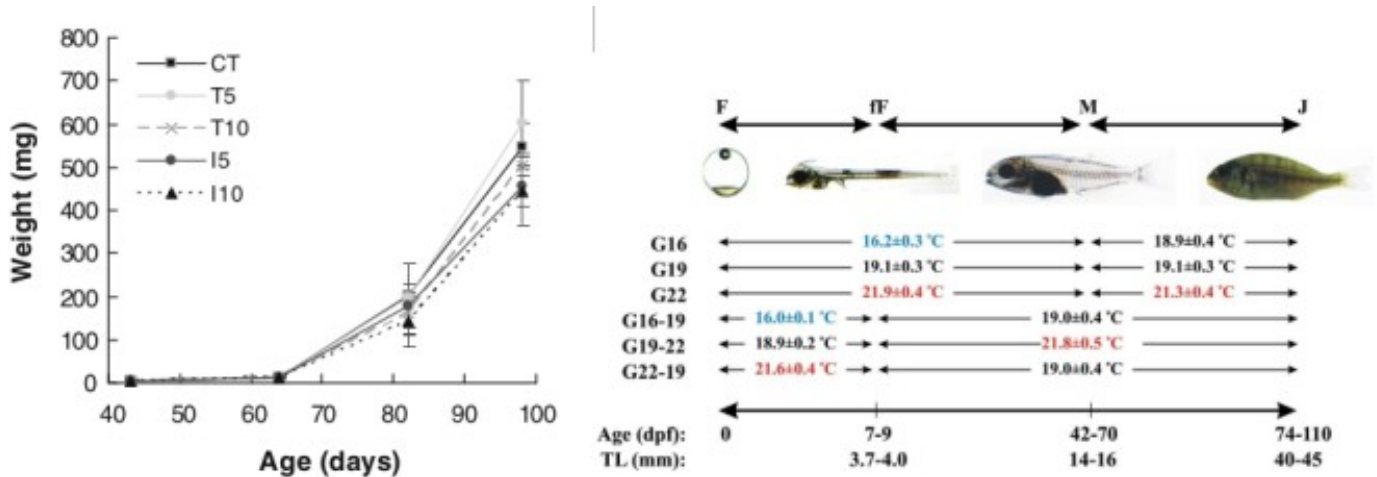 800
700
600
500
400
300
200
100
0
Weight (mg)
CT
T5
T10
I5
I10
40 50 60 70 80 90 100
Age (days)
F fF M J
G16 16.2±0.3 °C 18.9±0.4 °C
G19 19.1±0.3 °C 19.1±0.3 °C
G22 21.9±0.4 °C 21.3±0.4 °C
G16-19 16.0±0.1 °C 19.0±0.4 °C
G19-22 18.9±0.2 °C 21.8±0.5 °C
G22-19 21.6±0.4 °C 19.0±0.4 °C
Age (dpf): 0 7-9 42-70 74-110
TL (mm): 3.7-4.0 14-16 40-45